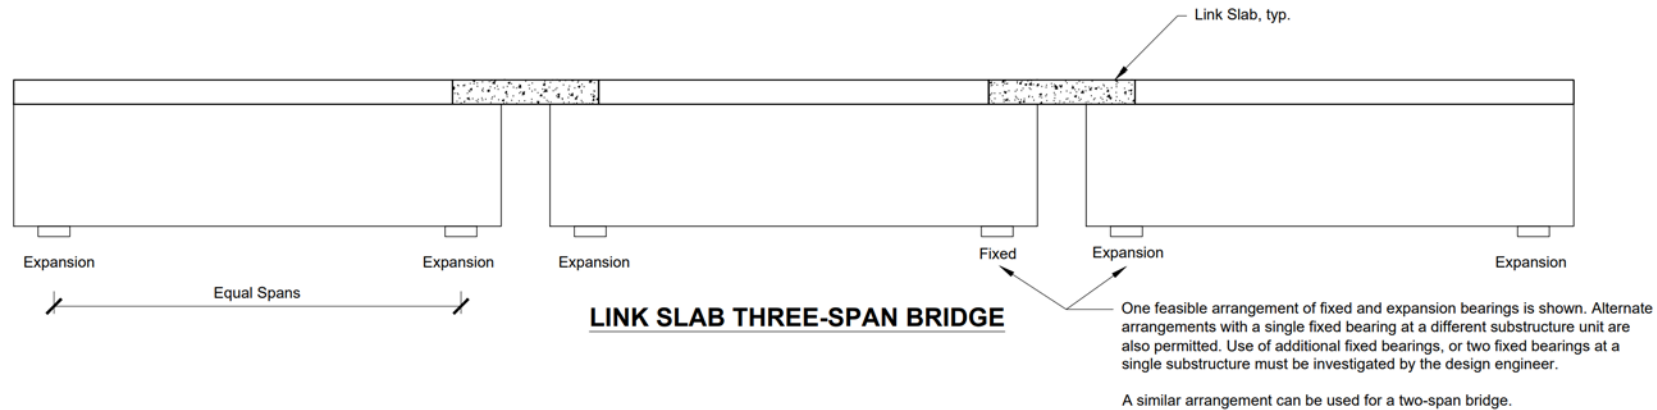 Link Slab, typ.
Expansion
Expansion
Expansion
Fixed
Expansion
Expansion
Equal Spans
LINK SLAB THREE-SPAN BRIDGE
One feasible arrangement of fixed and expansion bearings is shown. Alternate
arrangements with a single fixed bearing at a different substructure unit are
also permitted. Use of additional fixed bearings, or two fixed bearings at a
single substructure must be investigated by the design engineer.
A similar arrangement can be used for a two-span bridge.